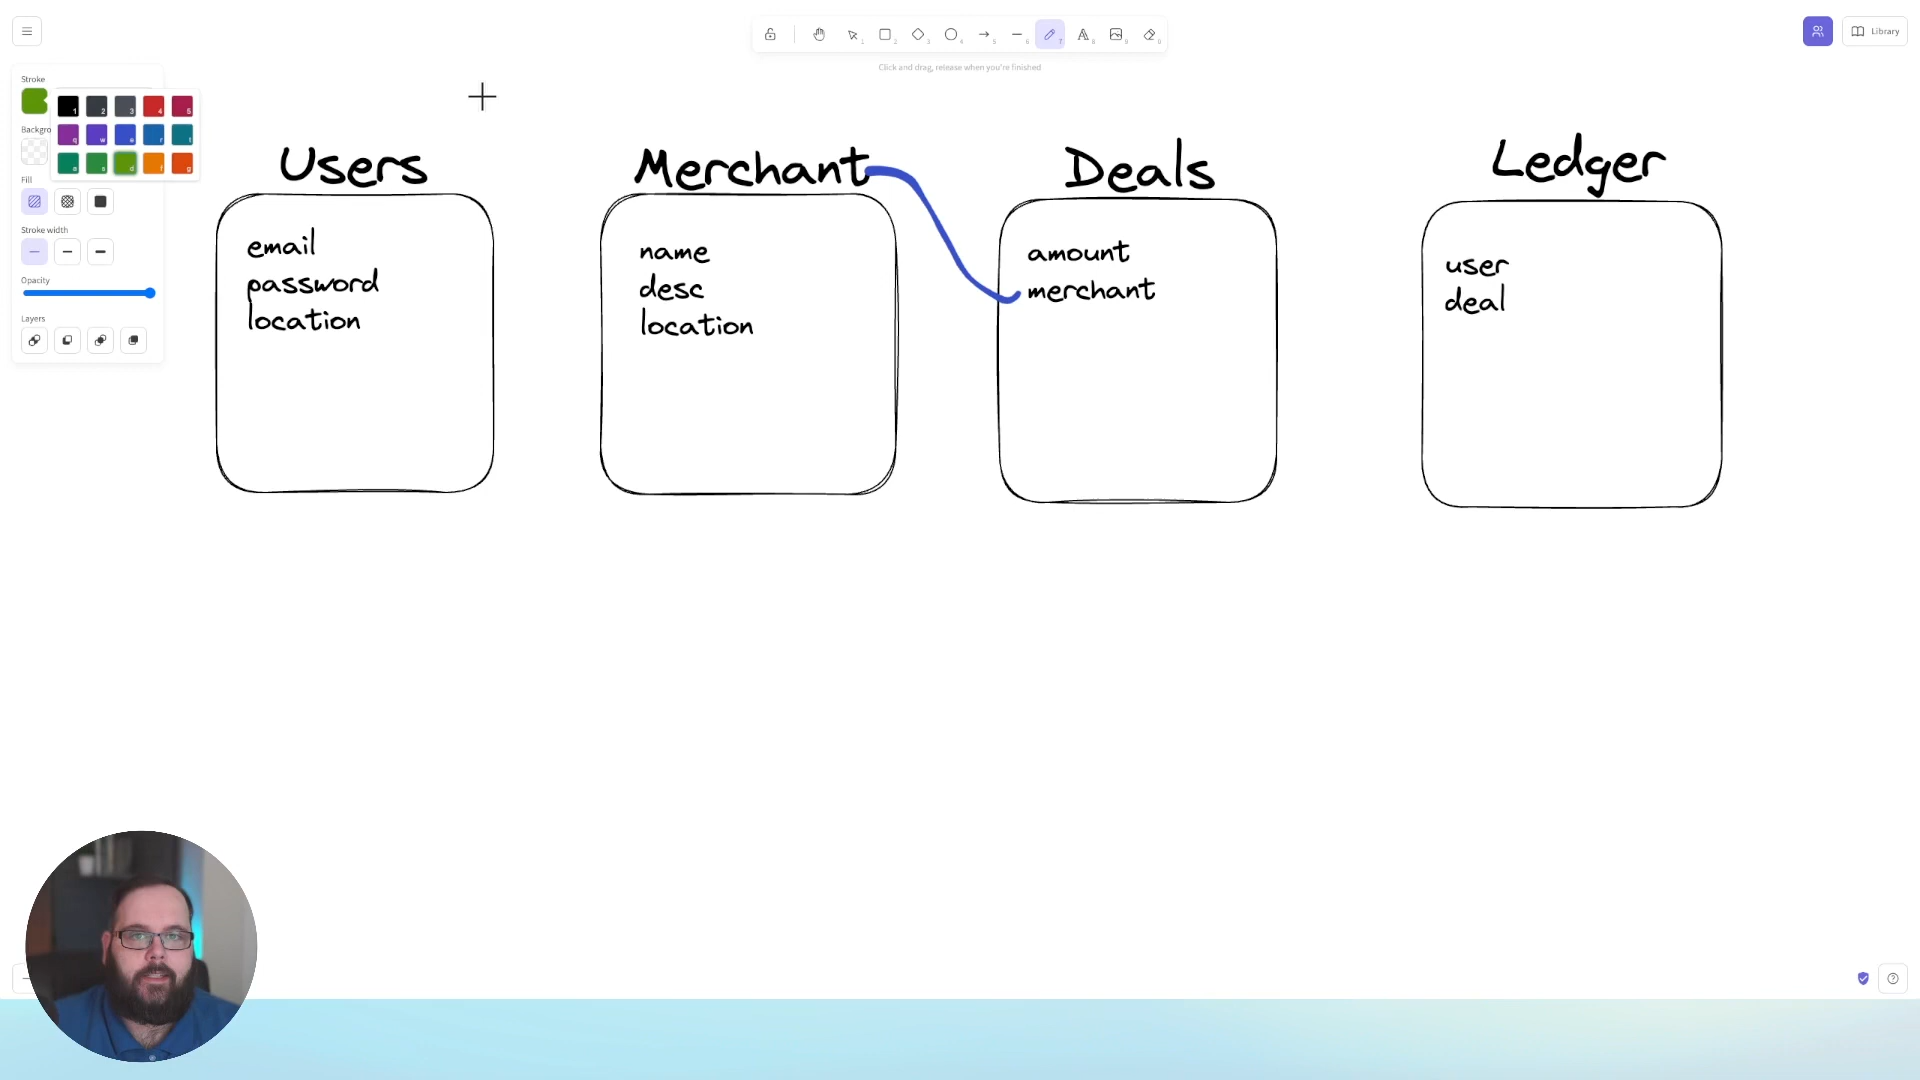 Library
Click and drag, release when you're finished
Stroke
Backgro
Fill
Stroke width
Opacity
Layers
Users
email
password
location
Merchant
name
desc
location
Deals
amount
merchant
Ledger
user
deal